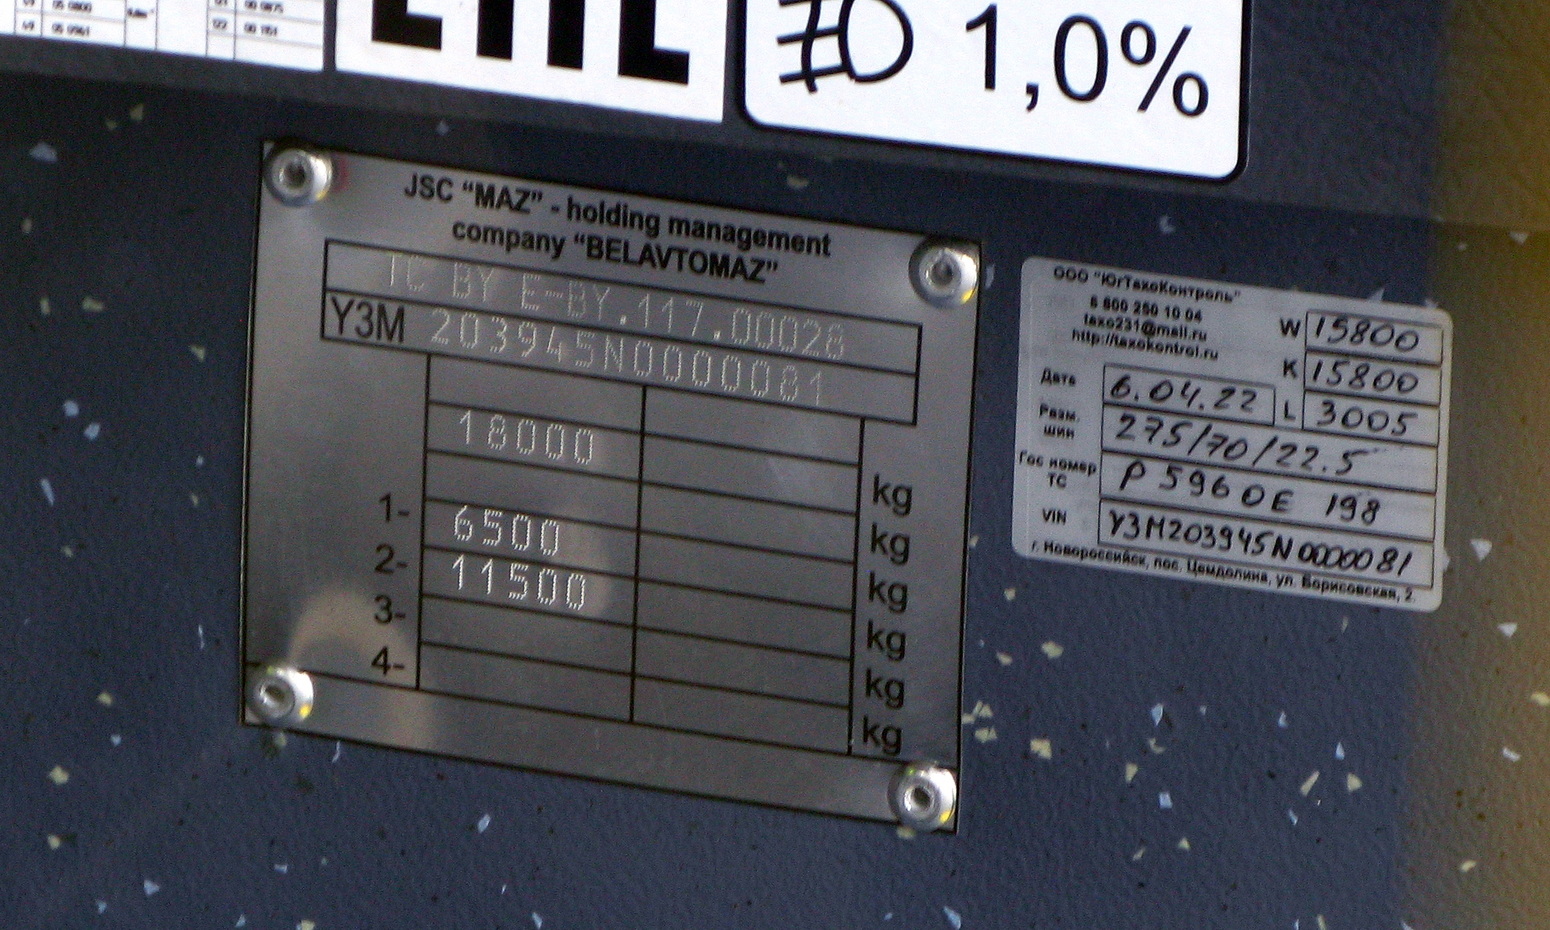 1,0%
JSC “MAZ” - holding management
company “BELAVTOMAZ”
TC BY E-BY.117.00028
Y3M 203945N0000081
18000 kg
kg
1- 6500 kg
2- 11500 kg
3- kg
4- kg
ООО "ЮгТахоКонтроль"
8 800 250 10 04
taxo231@mail.ru
http://taxokontrol.ru
W 15800
K 15800
Дата 6.04.22 L 3005
Разм. шин 275/70/22.5
Гос номер ТС Р 596 ОЕ 198
VIN Y3M203945N0000081
г. Новороссийск, пос. Цемдолина, ул. Борисовская, 2.